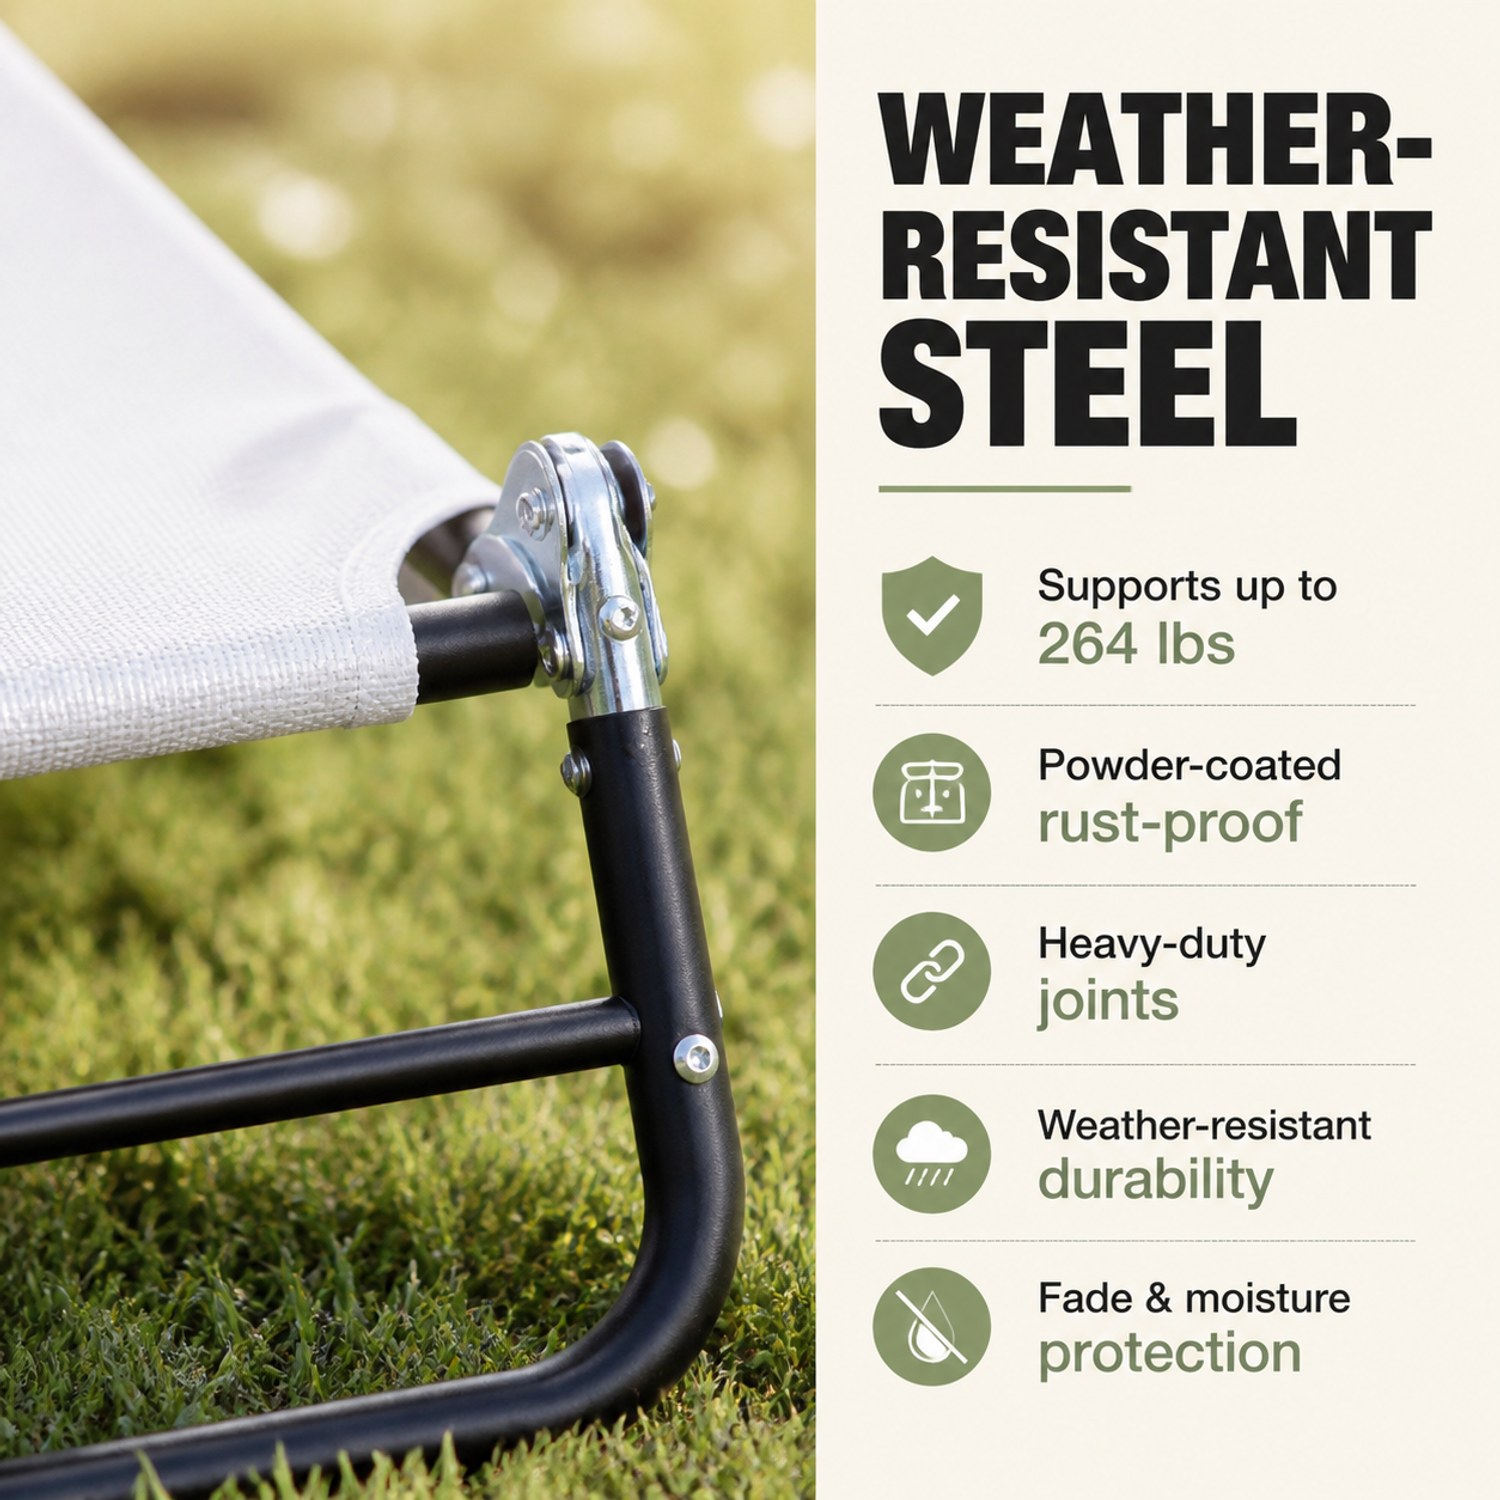 WEATHER-
RESISTANT
STEEL
Supports up to
264 lbs
Powder-coated
rust-proof
Heavy-duty
joints
Weather-resistant
durability
Fade & moisture
protection